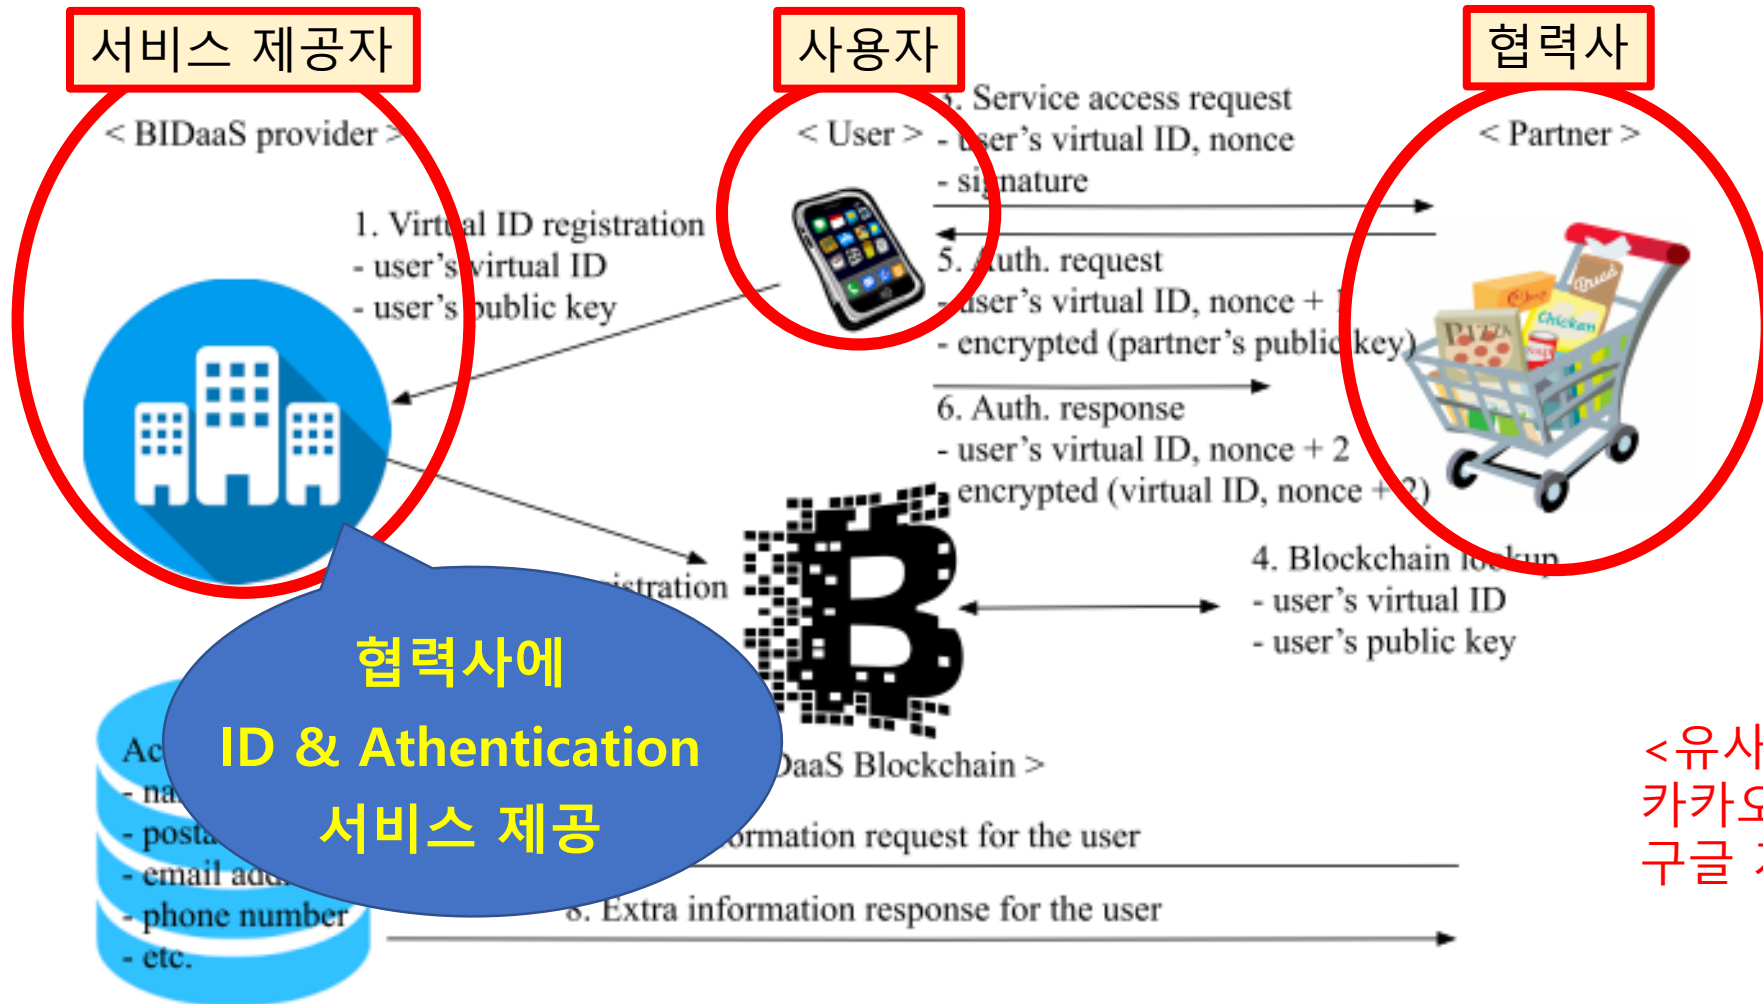 서비스 제공자
사용자
협력사
< BIDaaS provider >
< User >
< Partner >
3. Service access request
- user's virtual ID, nonce
- signature
1. Virtual ID registration
- user's virtual ID
- user's public key
5. Auth. request
- user's virtual ID, nonce + 1
- encrypted (partner's public key)
6. Auth. response
- user's virtual ID, nonce + 2
encrypted (virtual ID, nonce + 2)
4. Blockchain lookup
- user's virtual ID
- user's public key
협력사에
ID & Athentication
서비스 제공
Blockchain >
request for the user
8. Extra information response for the user
- email
- phone number
- etc.
<유사
카카오
구글
Pizza
Chicken
Bread